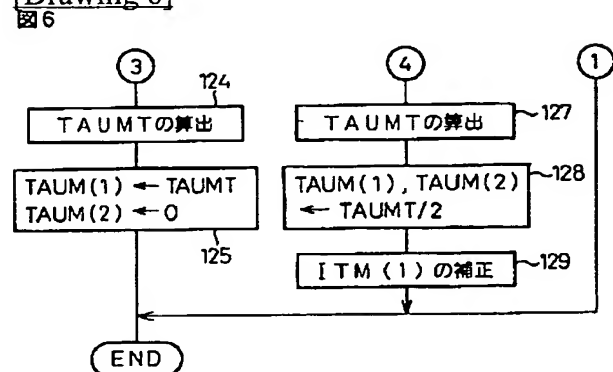 [Drawing 6]
図6
3
4
1
124
TAUMTの算出
TAUMTの算出
127
TAUM(1) ← TAUMT
TAUM(2) ← 0
125
TAUM(1), TAUM(2)
← TAUMT/2
128
ITM(1)の補正
129
END